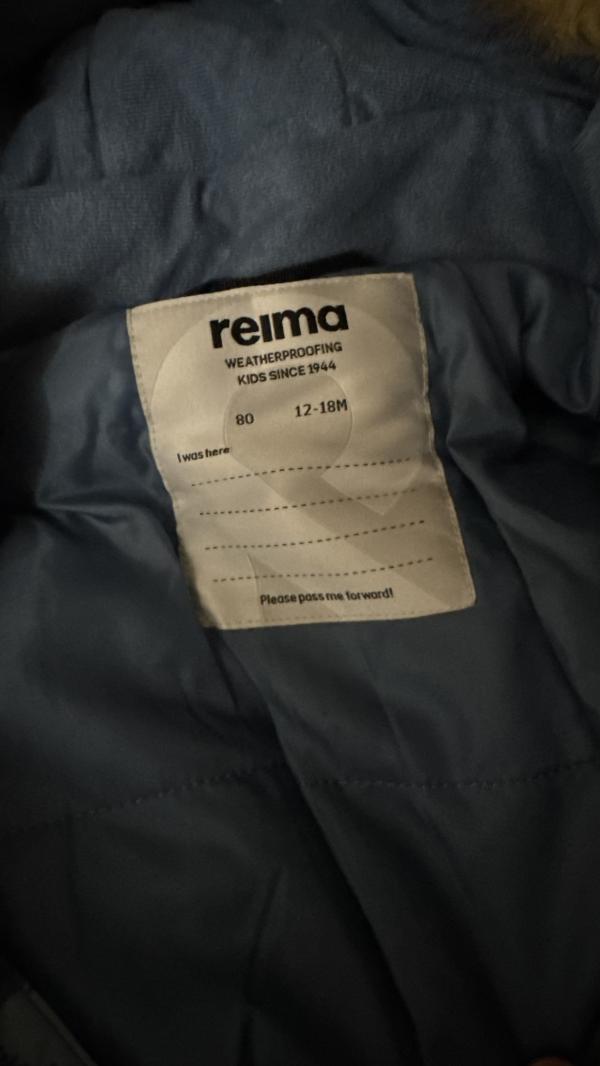 reima
WEATHERPROOFING
KIDS SINCE 1944
80 12-18M
I was here:
Please pass me forward!